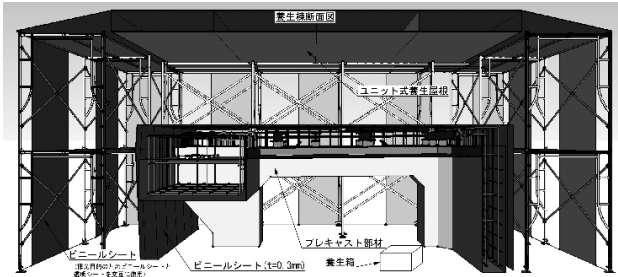 養生棟断面図
ユニット式養生屋根
プレキャスト部材
ビニールシート
ビニールシート(t=0.3mm)
養生箱